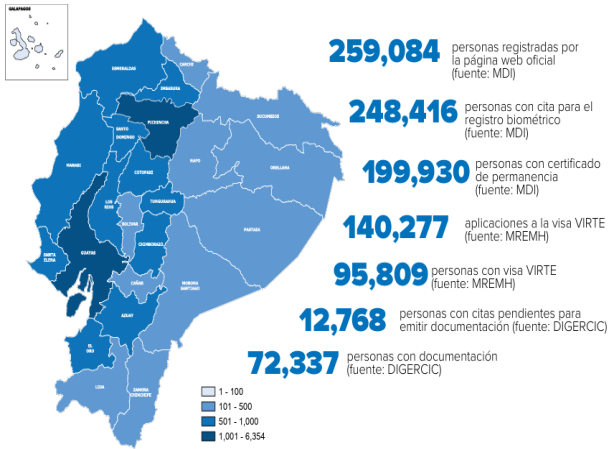 GALAPAGOS
ESMERALDAS
CARCHI
IMBABURA
SUCUMBIOS
PICHINCHA
SANTO
DOMINGO
NAPO
ORELLANA
MANABI
COTOPAXI
LOS
RIOS
TUNGURAHUA
BOLIVAR
PASTAZA
CHIMBORAZO
GUAYAS
SANTA
ELENA
CAÑAR
MORONA
SANTIAGO
AZUAY
EL
ORO
LOJA
ZAMORA
CHINCHIPE
259,084 personas registradas por
la página web oficial
(fuente: MDI)
248,416 personas con cita para el
registro biométrico
(fuente: MDI)
199,930 personas con certificado
de permanencia
(fuente: MDI)
140,277 aplicaciones a la visa VIRTE
(fuente: MREMH)
95,809 personas con visa VIRTE
(fuente: MREMH)
12,768 personas con citas pendientes para
emitir documentación (fuente: DIGERCIC)
72,337 personas con documentación
(fuente: DIGERCIC)
1 - 100
101 - 500
501 - 1,000
1,001 - 6,354